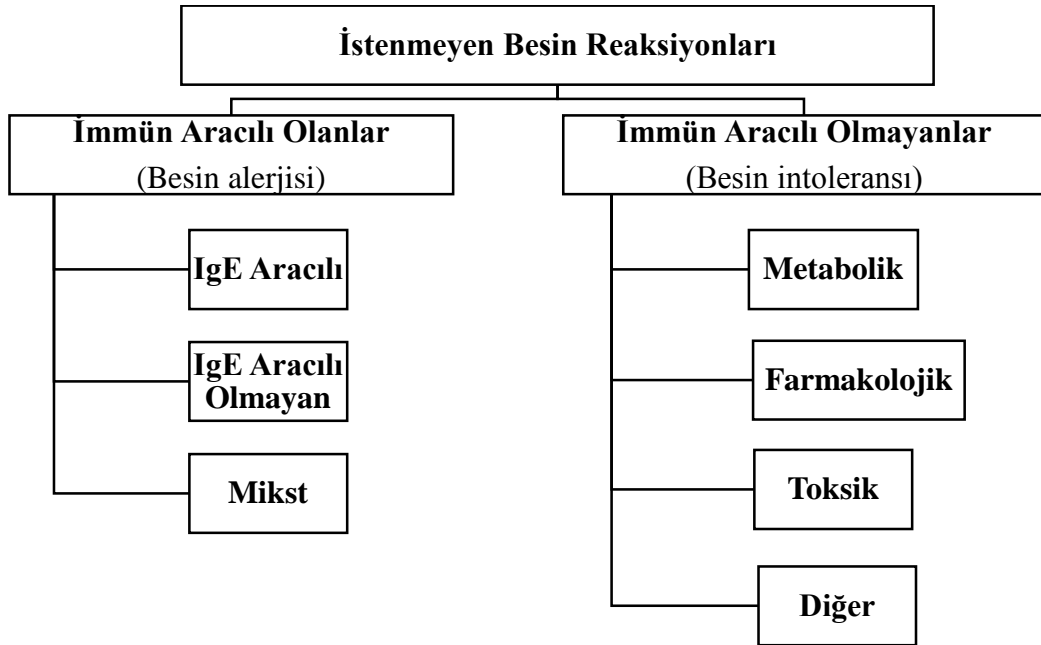 İstenmeyen Besin Reaksiyonları
İmmün Aracılı Olanlar
(Besin alerjisi)
IgE Aracılı
IgE Aracılı
Olmayan
Mikst
İmmün Aracılı Olmayanlar
(Besin intoleransı)
Metabolik
Farmakolojik
Toksik
Diğer